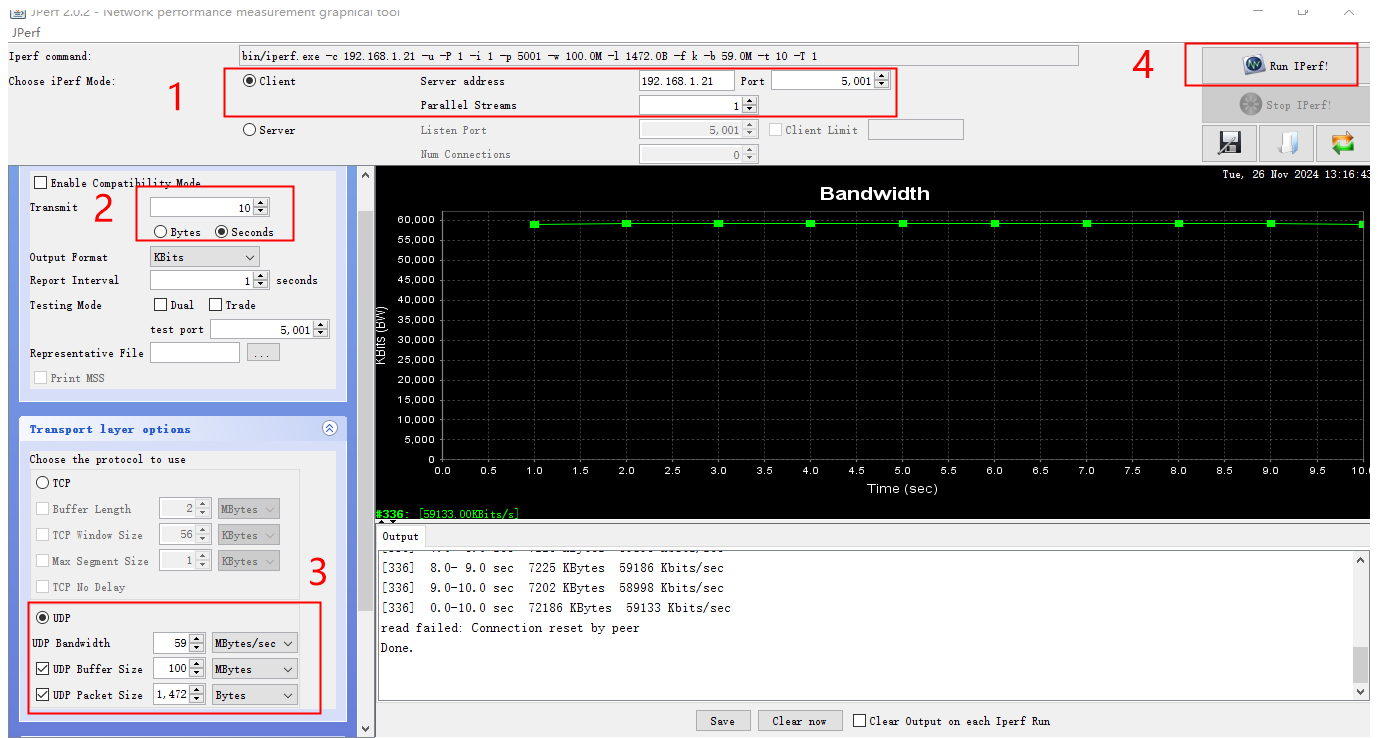 JPerf 2.0.2 - Network performance measurement graphical tool
JPerf
Iperf command:
bin/iperf.exe -c 192.168.1.21 -u -P 1 -i 1 -p 5001 -w 100.0M -l 1472.0B -f k -b 59.0M -t 10 -T 1
Choose iPerf Mode:
1
Client
Server address
192.168.1.21
Port
5,001
Parallel Streams
1
Server
Listen Port
5,001
Client Limit
Num Connections
0
4
Run IPerf!
Stop IPerf!
Enable Compatibility Mode
2
Transmit
10
Bytes
Seconds
Output Format
KBits
Report Interval
1
seconds
Testing Mode
Dual
Trade
test port
5,001
Representative File
...
Print MSS
Transport layer options
Choose the protocol to use
TCP
Buffer Length
2
MBytes
TCP Window Size
56
KBytes
Max Segment Size
1
KBytes
TCP No Delay
3
UDP
UDP Bandwidth
59
MBytes/sec
UDP Buffer Size
100
MBytes
UDP Packet Size
1,472
Bytes
Tue, 26 Nov 2024 13:16:43
Bandwidth
60,000
55,000
50,000
45,000
40,000
35,000
30,000
25,000
20,000
15,000
10,000
5,000
0
KBits (BW)
0.0 0.5 1.0 1.5 2.0 2.5 3.0 3.5 4.0 4.5 5.0 5.5 6.0 6.5 7.0 7.5 8.0 8.5 9.0 9.5 10.0
Time (sec)
#336: [59133.00KBits/s]
Output
[336] 8.0- 9.0 sec 7225 KBytes 59186 Kbits/sec
[336] 9.0-10.0 sec 7202 KBytes 58998 Kbits/sec
[336] 0.0-10.0 sec 72186 KBytes 59133 Kbits/sec
read failed: Connection reset by peer
Done.
Save
Clear now
Clear Output on each Iperf Run